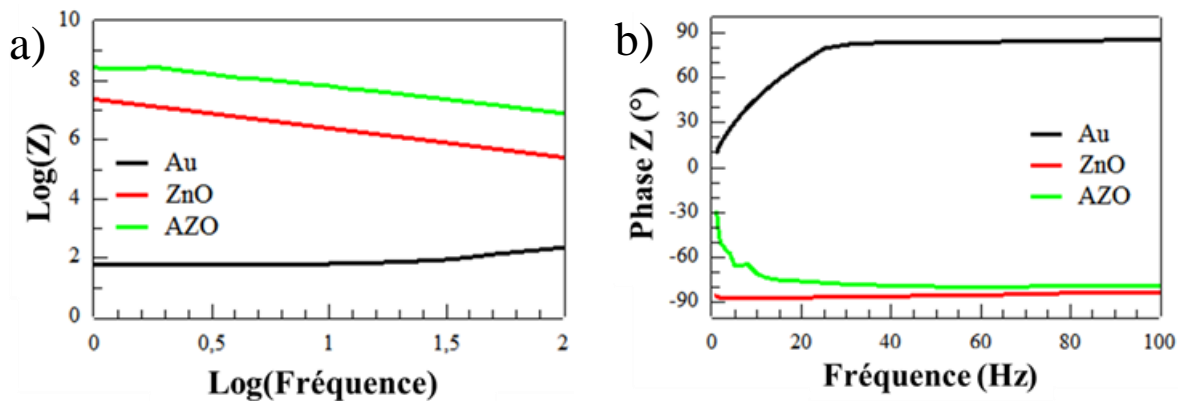 a)
10
8
6
4
2
0
Log(Z)
Au
ZnO
AZO
0
0,5
1
1,5
2
Log(Fréquence)
b)
90
60
30
0
-30
-60
-90
Phase Z (°)
Au
ZnO
AZO
0
20
40
60
80
100
Fréquence (Hz)